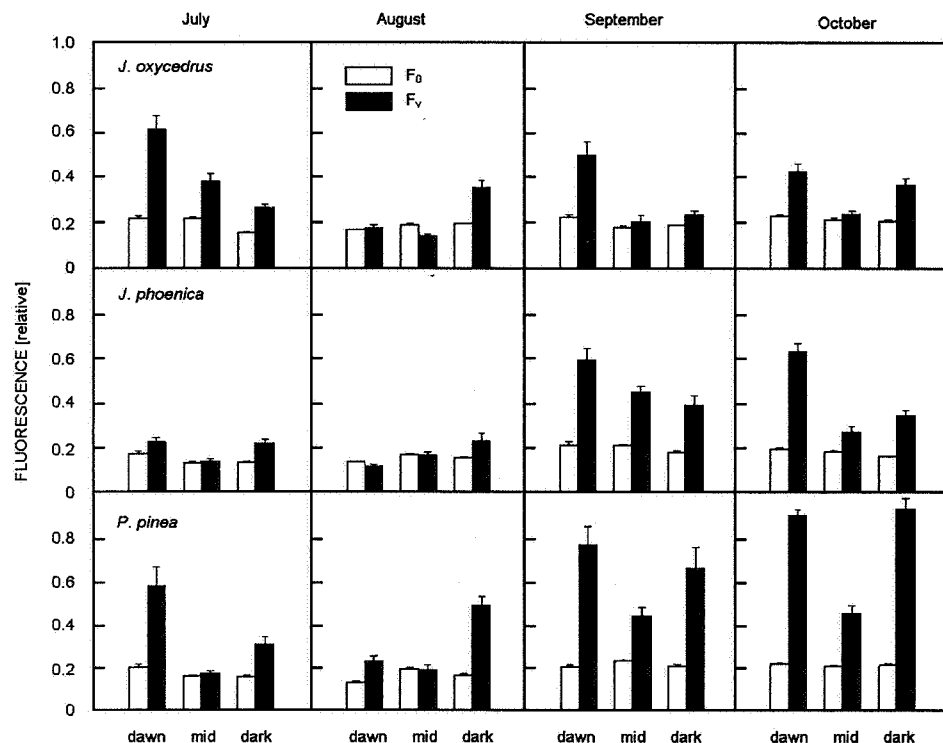 July August September October
1.0
J. oxycedrus
F0
0.8
Fv
0.6
0.4
0.2
0
J. phoenica
0.8
0.6
0.4
0.2
0
P. pinea
0.8
0.6
0.4
0.2
0
FLUORESCENCE [relative]
dawn mid dark dawn mid dark dawn mid dark dawn mid dark